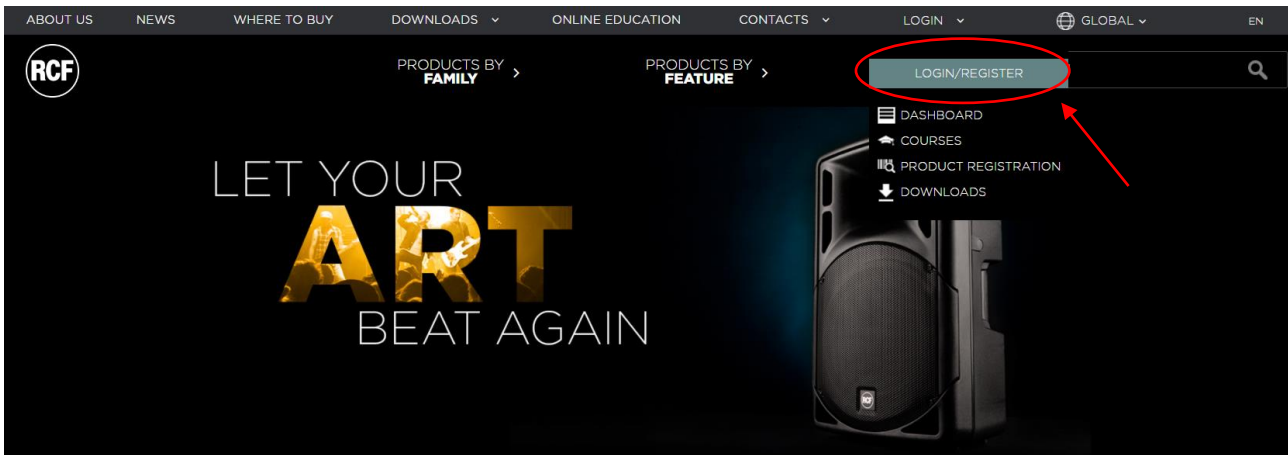 ABOUT US NEWS WHERE TO BUY DOWNLOADS ONLINE EDUCATION CONTACTS LOGIN GLOBAL EN
RCF
PRODUCTS BY
FAMILY
PRODUCTS BY
FEATURE
LOGIN/REGISTER
DASHBOARD
COURSES
PRODUCT REGISTRATION
DOWNLOADS
LET YOUR
ART
BEAT AGAIN
RCF